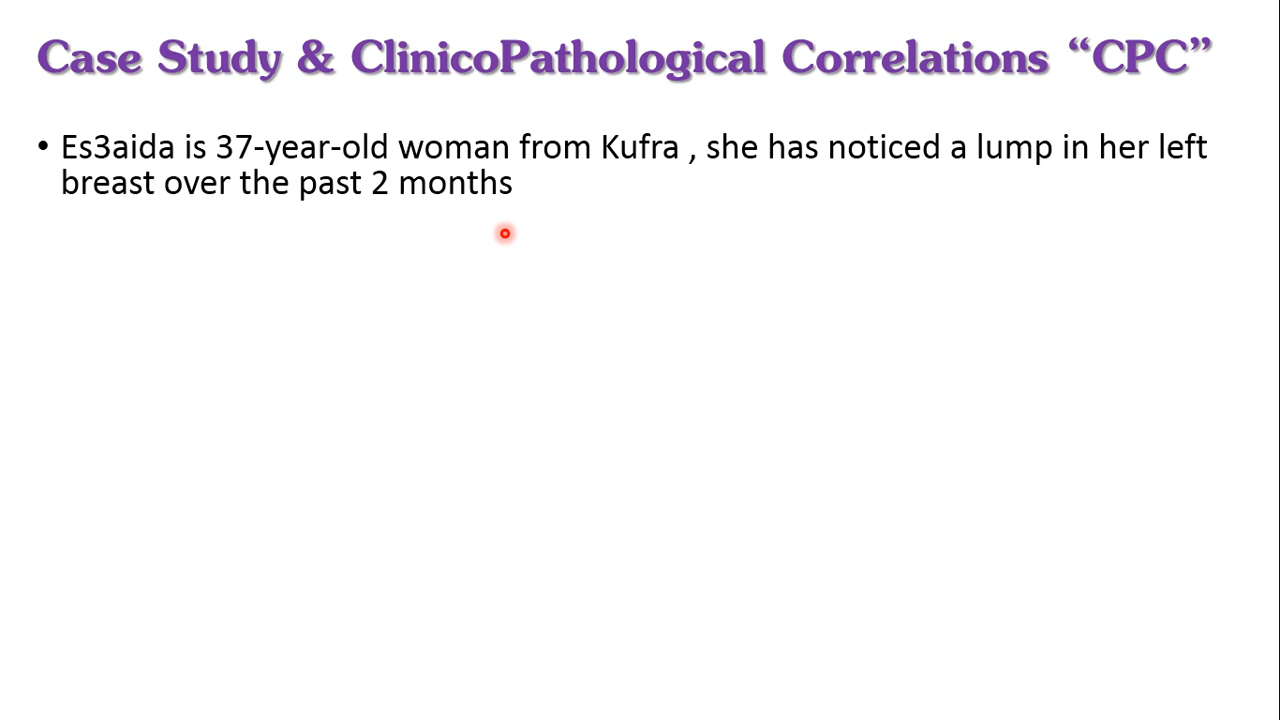 Case Study & ClinicoPathological Correlations “CPC”
• Es3aida is 37-year-old woman from Kufra , she has noticed a lump in her left
breast over the past 2 months